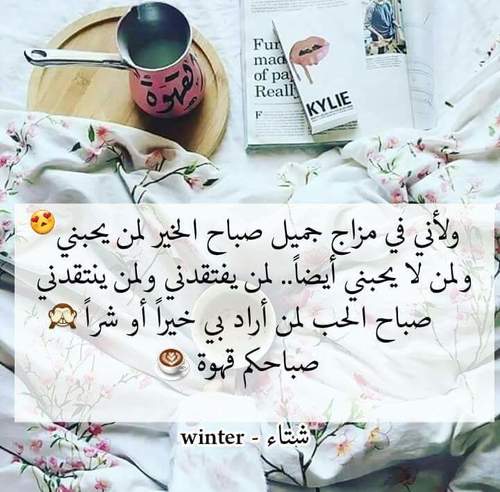 قهوة
Fur
mad
of pa
Reall
KYLIE
ولأني في مزاج جميل صباح الخير لمن يحبني 😍
ولمن لا يحبني أيضاً.. لمن يفتقدني ولمن ينتقدني
صباح الحب لمن أراد بي خيراً أو شراً 🙈
صباحكم قهوة ☕
شتاء - winter